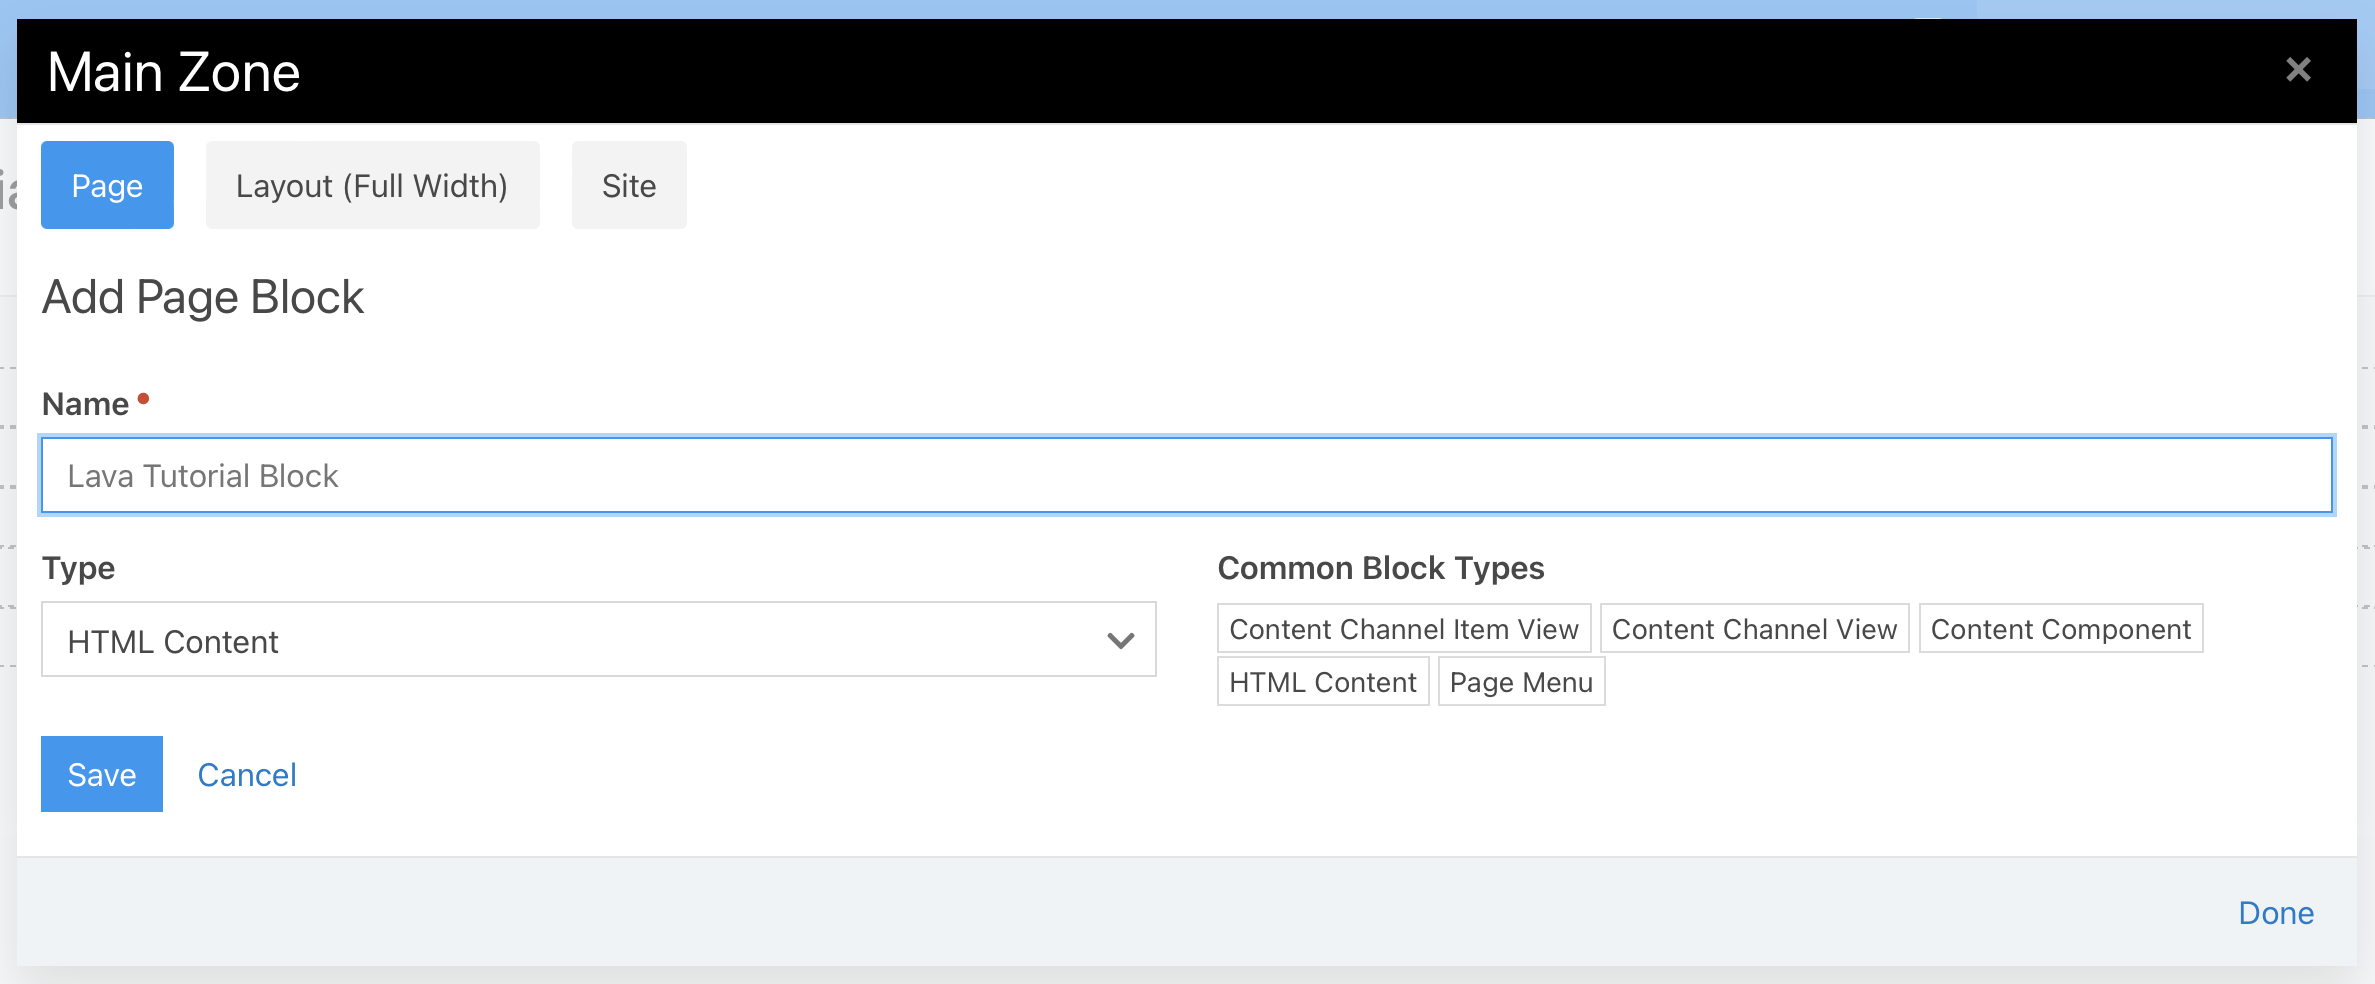 Main Zone
Page
Layout (Full Width)
Site
Add Page Block
Name
Lava Tutorial Block
Type
HTML Content
Common Block Types
Content Channel Item View
Content Channel View
Content Component
HTML Content
Page Menu
Save
Cancel
Done